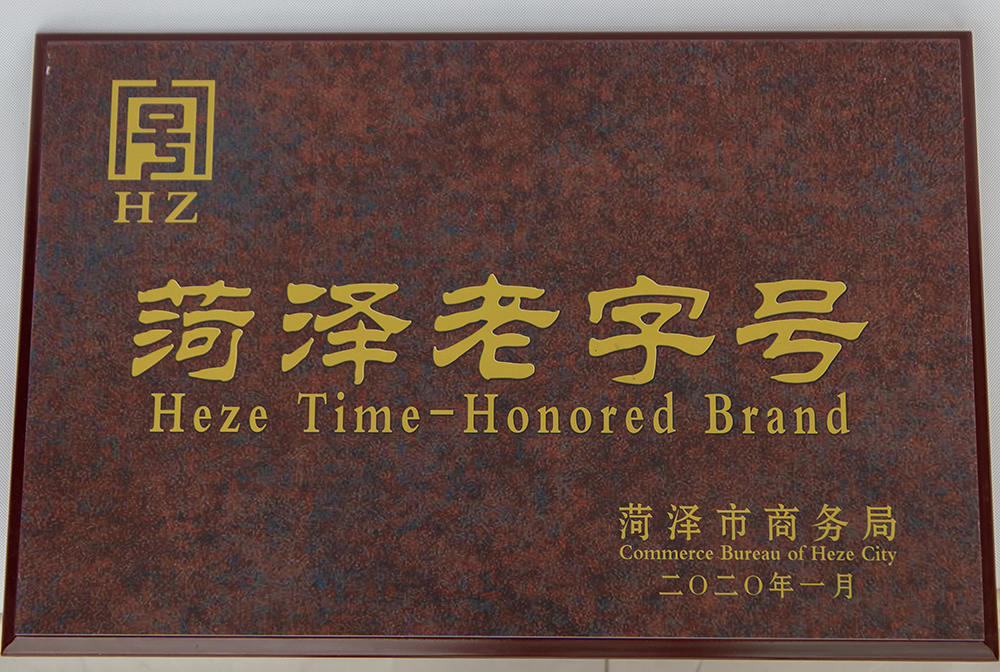 HZ
菏泽老字号
Heze Time-Honored Brand
菏泽市商务局
Commerce Bureau of Heze City
二〇二〇年一月